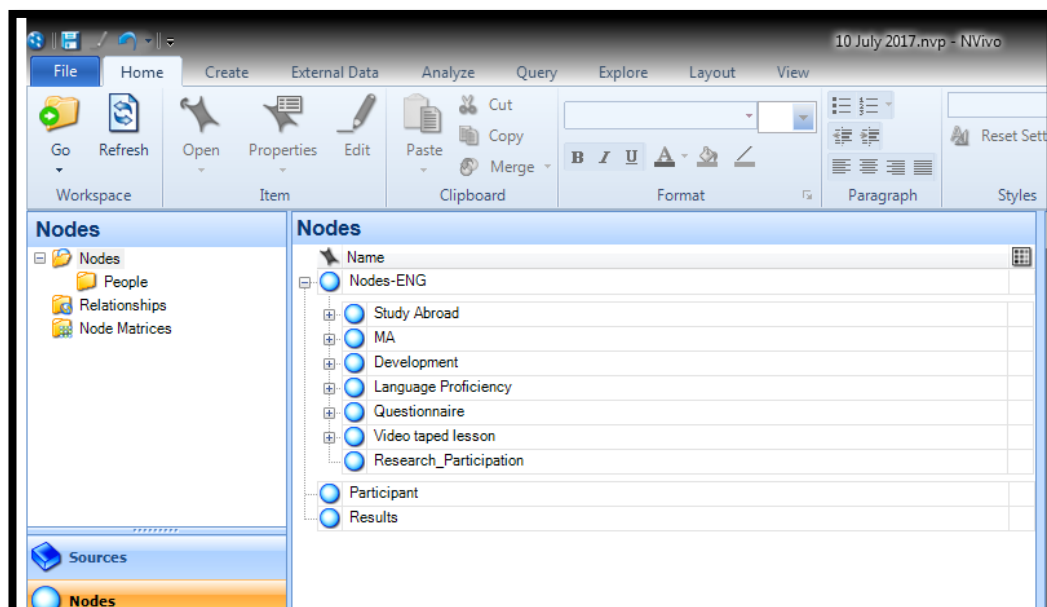 10 July 2017.nvp - NVivo
File Home Create External Data Analyze Query Explore Layout View
Go Refresh Open Properties Edit Paste Cut
Copy
Merge
B I U A
Reset Sett
Workspace Item Clipboard Format Paragraph Styles
Nodes
Nodes
People
Relationships
Node Matrices
Sources
Nodes
Nodes
Name
Nodes-ENG
Study Abroad
MA
Development
Language Proficiency
Questionnaire
Video taped lesson
Research_Participation
Participant
Results